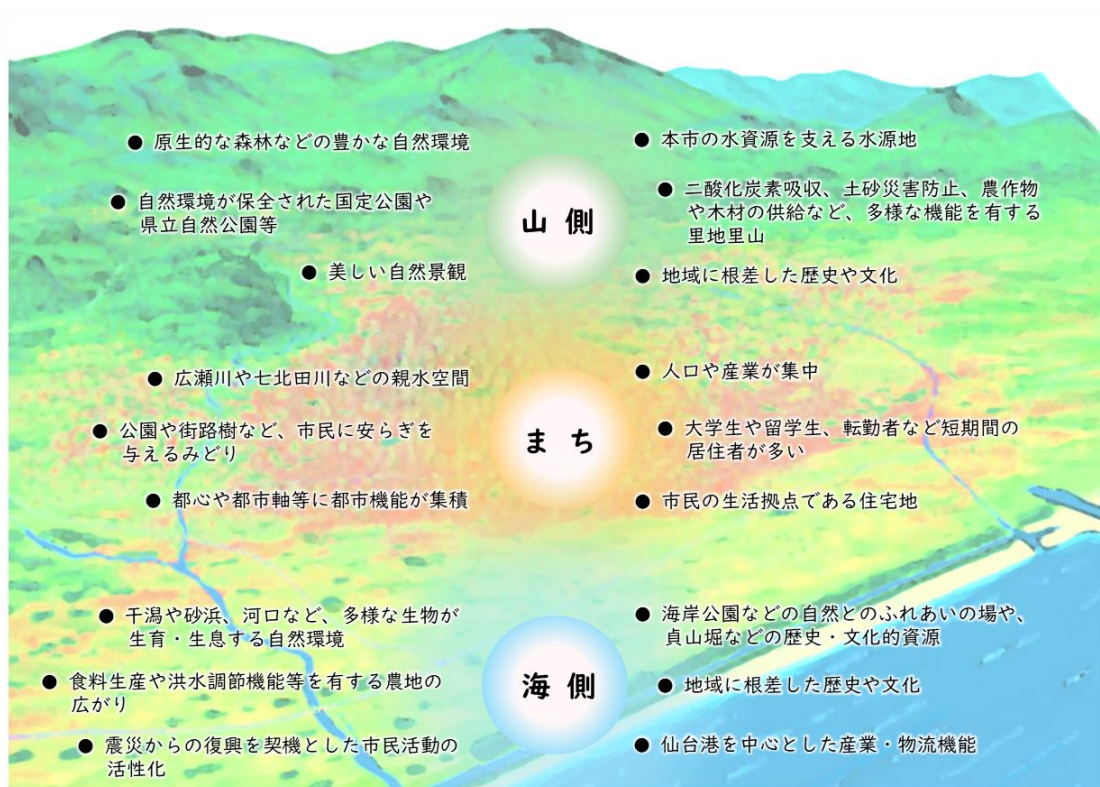 ● 原生的な森林などの豊かな自然環境
● 自然環境が保全された国定公園や
県立自然公園等
● 美しい自然景観
山側
● 本市の水資源を支える水源地
● 二酸化炭素吸収、土砂災害防止、農作物
や木材の供給など、多様な機能を有する
里地里山
● 地域に根差した歴史や文化
● 広瀬川や七北田川などの親水空間
● 公園や街路樹など、市民に安らぎを
与えるみどり
● 都心や都市軸等に都市機能が集積
まち
● 人口や産業が集中
● 大学生や留学生、転勤者など短期間の
居住者が多い
● 市民の生活拠点である住宅地
● 干潟や砂浜、河口など、多様な生物が
生育・生息する自然環境
● 食料生産や洪水調節機能等を有する農地の
広がり
● 震災からの復興を契機とした市民活動の
活性化
海側
● 海岸公園などの自然とのふれあいの場や、
貞山堀などの歴史・文化的資源
● 地域に根差した歴史や文化
● 仙台港を中心とした産業・物流機能